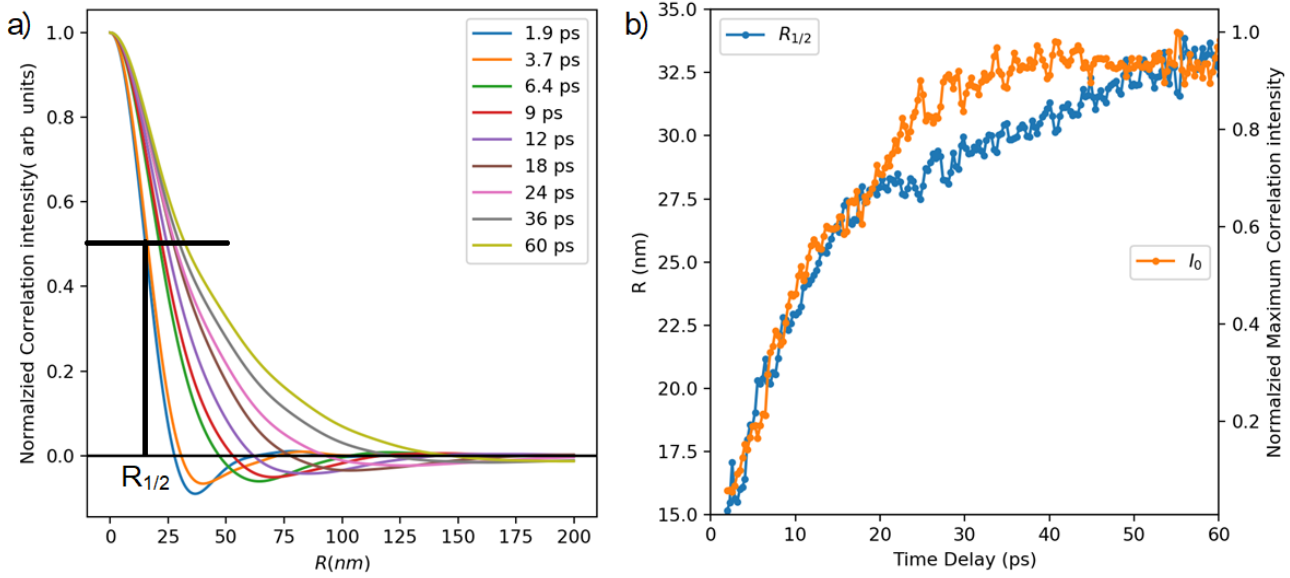 a)
Normalzied Correlation intensity( arb  units)
1.0
0.8
0.6
0.4
0.2
0.0
R1/2
0
25
50
75
100
125
150
175
200
R(nm)
1.9 ps
3.7 ps
6.4 ps
9 ps
12 ps
18 ps
24 ps
36 ps
60 ps
b)
R (nm)
35.0
32.5
30.0
27.5
25.0
22.5
20.0
17.5
15.0
R1/2
I0
0
10
20
30
40
50
60
Time Delay (ps)
1.0
0.8
0.6
0.4
0.2
Normalzied Maximum Correlation intensity